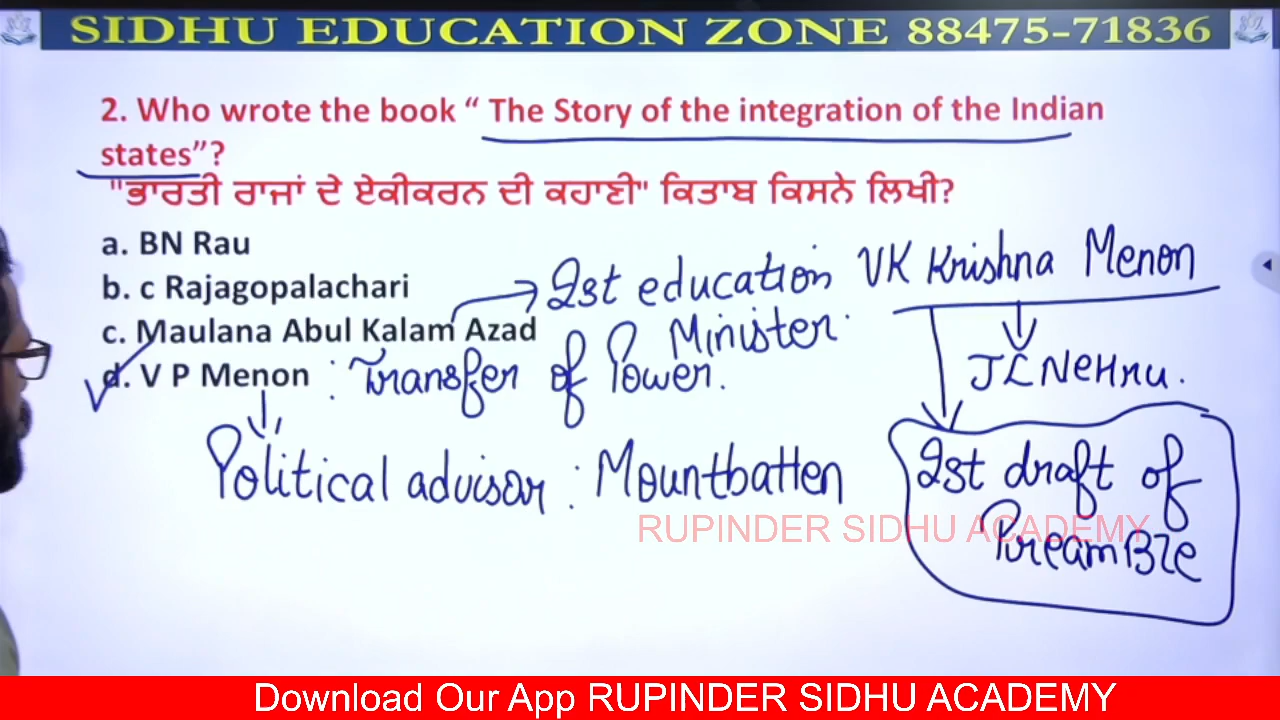 SIDHU EDUCATION ZONE 88475-71836
2. Who wrote the book “ The Story of the integration of the Indian
states”?
"ਭਾਰਤੀ ਰਾਜਾਂ ਦੇ ਏਕੀਕਰਨ ਦੀ ਕਹਾਣੀ" ਕਿਤਾਬ ਕਿਸਨੇ ਲਿਖੀ?
a. BN Rau
b. c Rajagopalachari
c. Maulana Abul Kalam Azad
d. V P Menon : Transfer of Power.
1st education
Minister.
VK Krishna Menon
JL Nehru.
Political advisor : Mountbatten
1st draft of
Preamble
RUPINDER SIDHU ACADEMY
Download Our App RUPINDER SIDHU ACADEMY